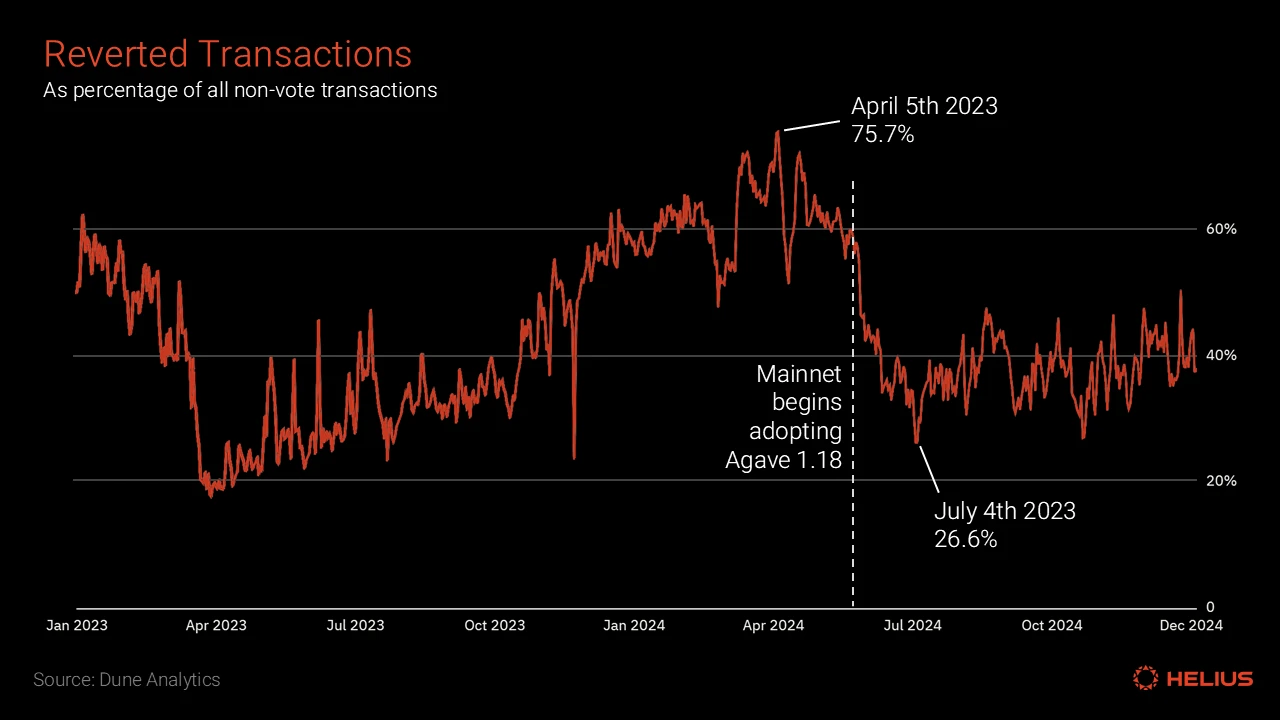 Reverted Transactions
As percentage of all non-vote transactions
April 5th 2023
75.7%
60%
40%
Mainnet
begins
adopting
Agave 1.18
20%
July 4th 2023
26.6%
0
Jan 2023
Apr 2023
Jul 2023
Oct 2023
Jan 2024
Apr 2024
Jul 2024
Oct 2024
Dec 2024
Source: Dune Analytics
HELIUS